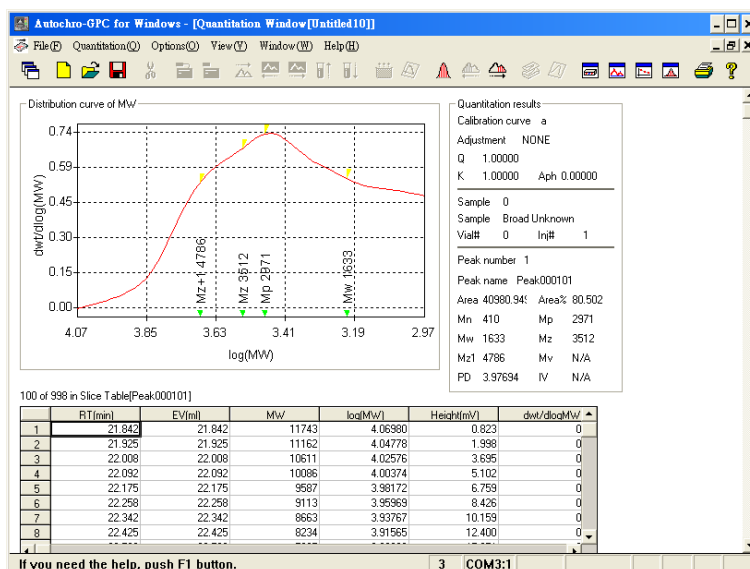 Autochro-GPC for Windows - [Quantitation Window[Untitled10]]
File(F) Quantitation(Q) Options(O) View(V) Window(W) Help(H)
Distribution curve of MW
dwt/dlog(MW)
0.74
0.59
0.45
0.30
0.15
0.00
Mz+1 4786
Mz 3512
Mp 2971
Mw 1633
4.07 3.85 3.63 3.41 3.19 2.97
log(MW)
Quantitation results
Calibration curve a
Adjustment NONE
Q 1.00000
K 1.00000 Aph 0.00000
Sample 0
Sample Broad Unknown
Vial# 0 Inj# 1
Peak number 1
Peak name Peak000101
Area 40980.94 Area% 80.502
Mn 410 Mp 2971
Mw 1633 Mz 3512
Mz1 4786 Mv N/A
PD 3.97694 IV N/A
100 of 998 in Slice Table[Peak000101]
RT(min) EV(ml) MW log(MW) Height(mV) dwt/dlogMW
1 21.842 21.842 11743 4.06980 0.823 0
2 21.925 21.925 11162 4.04778 1.998 0
3 22.008 22.008 10611 4.02576 3.695 0
4 22.092 22.092 10086 4.00374 5.102 0
5 22.175 22.175 9587 3.98172 6.759 0
6 22.258 22.258 9113 3.95969 8.426 0
7 22.342 22.342 8663 3.93767 10.159 0
8 22.425 22.425 8234 3.91565 12.400 0
If you need the help, push F1 button. 3 COM3:1